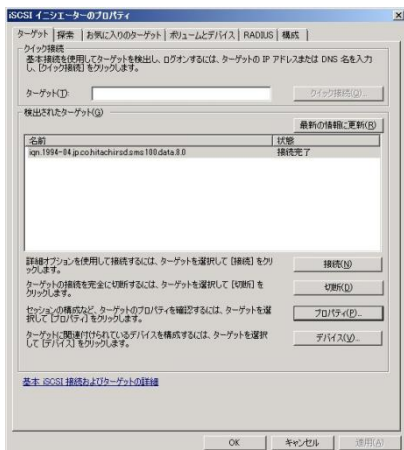 iSCSI イニシエーターのプロパティ
ターゲット 探索 お気に入りのターゲット ボリュームとデバイス RADIUS 構成
クイック接続
基本接続を使用してターゲットを検出し、ログオンするには、ターゲットの IP アドレスまたは DNS 名を入力
し、[クイック接続] をクリックします。
ターゲット(T):
クイック接続(Q)...
検出されたターゲット(G)
最新の情報に更新(R)
名前 状態
iqn.1994-04.jp.co.hitachi:rsd.sms100.data.0.0 接続完了
詳細オプションを使用して接続するには、ターゲットを選択して [接続] をクリ
ックします。
接続(N)
ターゲットの接続を完全に切断するには、ターゲットを選択して [切断] を
クリックします。
切断(D)
セッションの構成など、ターゲットのプロパティを確認するには、ターゲットを選
択して [プロパティ] をクリックします。
プロパティ(P)...
ターゲットに関連付けられているデバイスを構成するには、ターゲットを選択
して [デバイス] をクリックします。
デバイス(V)...
基本 iSCSI 接続およびターゲットの詳細
OK キャンセル 適用(A)